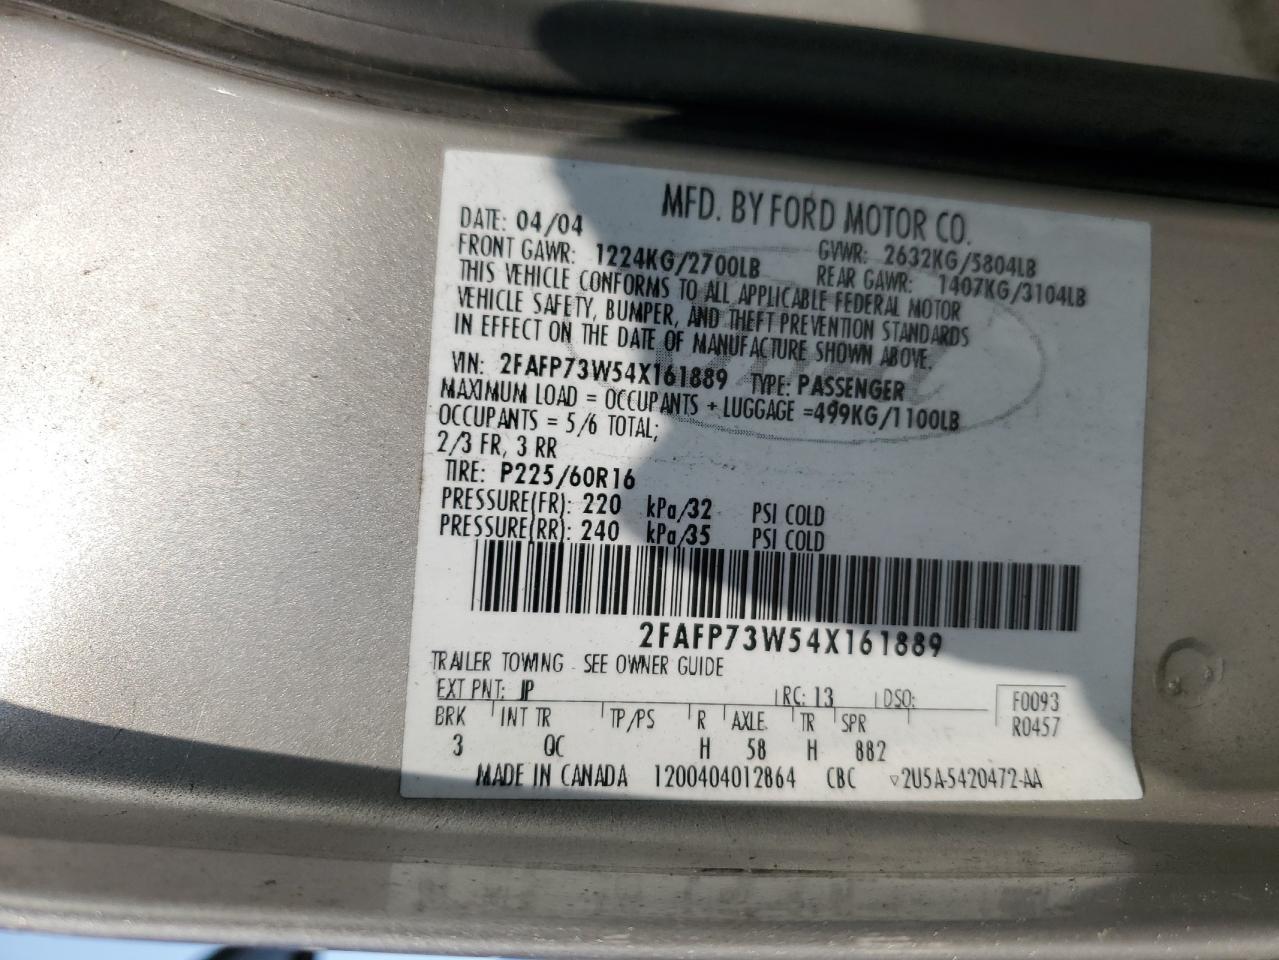 MFD. BY FORD MOTOR CO.
DATE: 04/04 GVWR: 2632KG/5804LB
FRONT GAWR: 1224KG/2700LB REAR GAWR: 1407KG/3104LB
THIS VEHICLE CONFORMS TO ALL APPLICABLE FEDERAL MOTOR
VEHICLE SAFETY, BUMPER, AND THEFT PREVENTION STANDARDS
IN EFFECT ON THE DATE OF MANUFACTURE SHOWN ABOVE.
VIN: 2FAFP73W54X161889 TYPE: PASSENGER
MAXIMUM LOAD = OCCUPANTS + LUGGAGE =499KG/1100LB
OCCUPANTS = 5/6 TOTAL;
2/3 FR, 3 RR
TIRE: P225/60R16
PRESSURE(FR): 220 kPa/32 PSI COLD
PRESSURE(RR): 240 kPa/35 PSI COLD
2FAFP73W54X161889
TRAILER TOWING - SEE OWNER GUIDE
EXT PNT: JP RC: 13 DSO: F0093
BRK INT TR TP/PS R AXLE TR SPR R0457
3 QC H 58 H 882
MADE IN CANADA 1200404012864 CBC ▽2U5A-5420472-AA